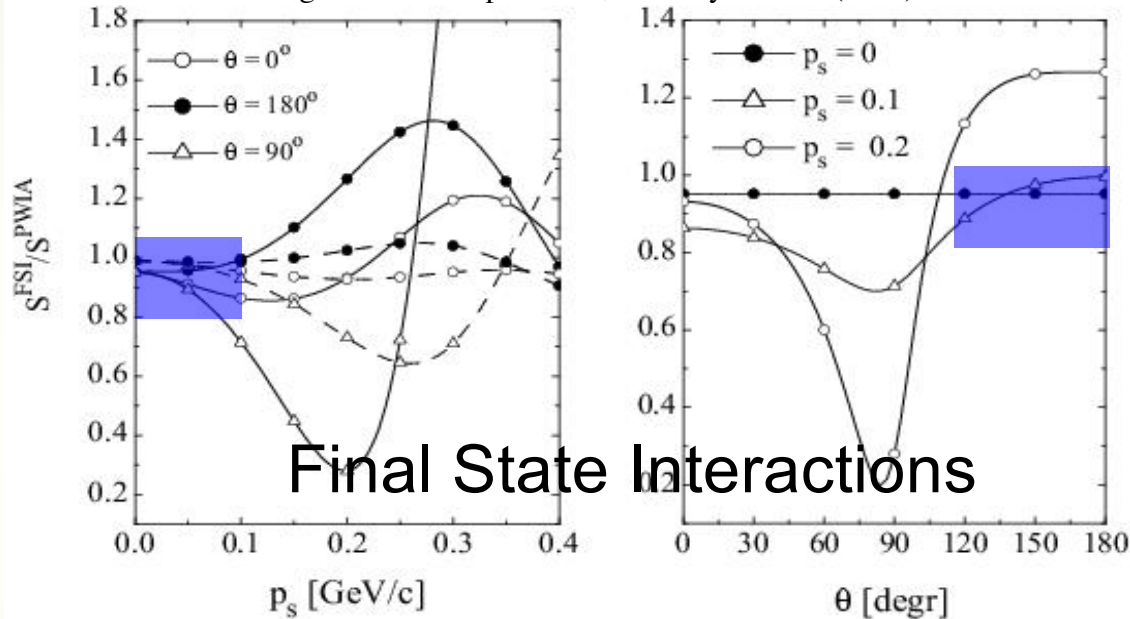 1.8
1.6
1.4
1.2
1.0
0.8
0.6
0.4
0.2
S^FSI/S^PWIA
θ = 0°
θ = 180°
θ = 90°
0.0 0.1 0.2 0.3 0.4
p_s [GeV/c]
1.4
1.2
1.0
0.8
0.6
0.4
0.2
p_s = 0
p_s = 0.1
p_s = 0.2
0 30 60 90 120 150 180
θ [degr]
Final State Interactions